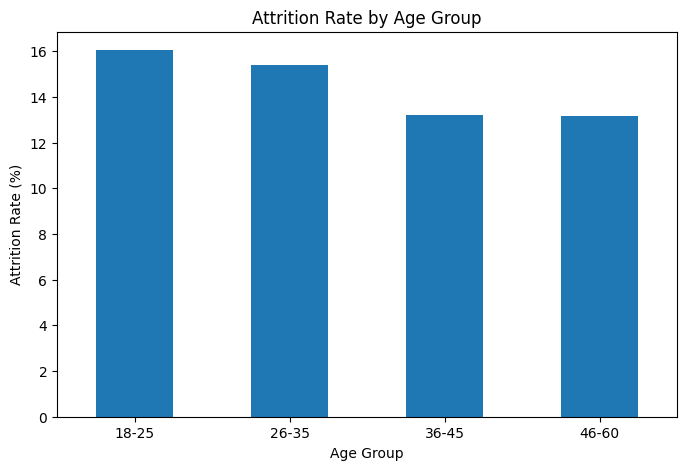 Attrition Rate by Age Group
Attrition Rate (%)
16
14
12
10
8
6
4
2
0
18-25 26-35 36-45 46-60
Age Group